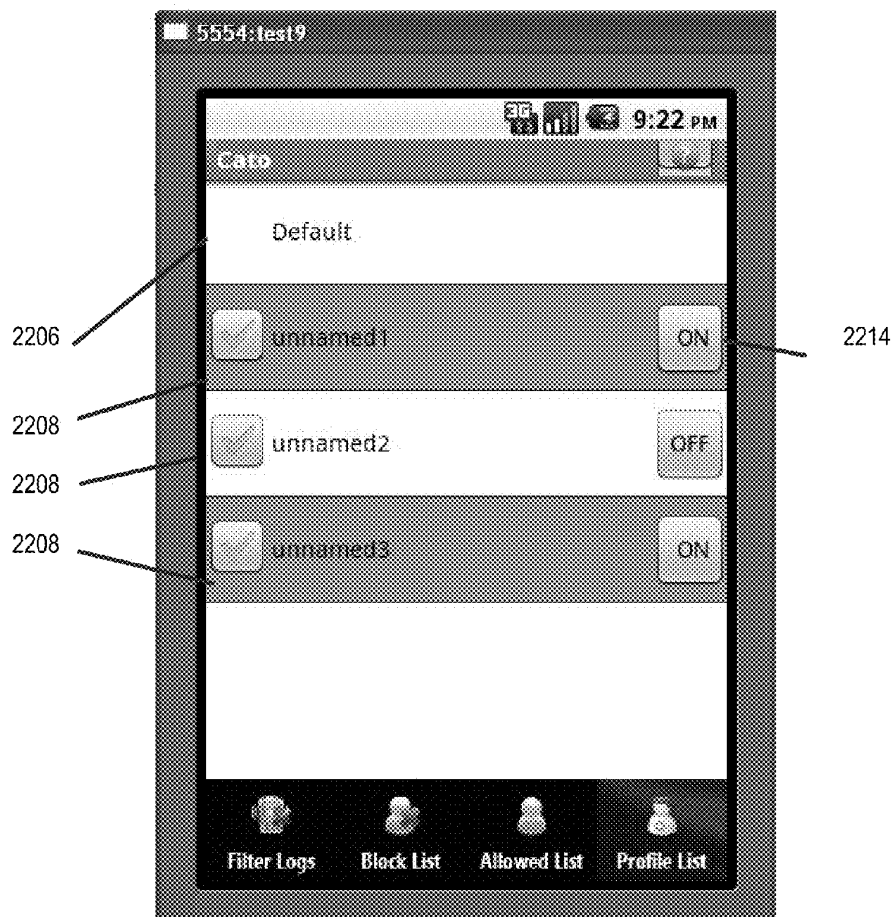 5554:test9
9:22 PM
Cato
Default
2206
unnamed1
ON
2214
2208
unnamed2
OFF
2208
unnamed3
ON
2208
Filter Logs
Block List
Allowed List
Profile List